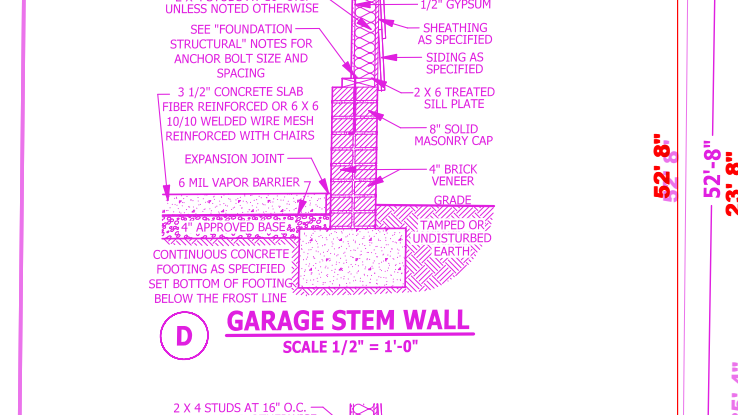 UNLESS NOTED OTHERWISE
1/2" GYPSUM
SEE "FOUNDATION
STRUCTURAL" NOTES FOR
ANCHOR BOLT SIZE AND
SPACING
SHEATHING
AS SPECIFIED
SIDING AS
SPECIFIED
3 1/2" CONCRETE SLAB
FIBER REINFORCED OR 6 X 6
10/10 WELDED WIRE MESH
REINFORCED WITH CHAIRS
2 X 6 TREATED
SILL PLATE
8" SOLID
MASONRY CAP
EXPANSION JOINT
4" BRICK
VENEER
6 MIL VAPOR BARRIER
GRADE
4" APPROVED BASE
TAMPED OR
UNDISTURBED
EARTH
CONTINUOUS CONCRETE
FOOTING AS SPECIFIED
SET BOTTOM OF FOOTING
BELOW THE FROST LINE
D
GARAGE STEM WALL
SCALE 1/2" = 1'-0"
2 X 4 STUDS AT 16" O.C.
52' 8"
52' 8"
52'-8"
23' 8"